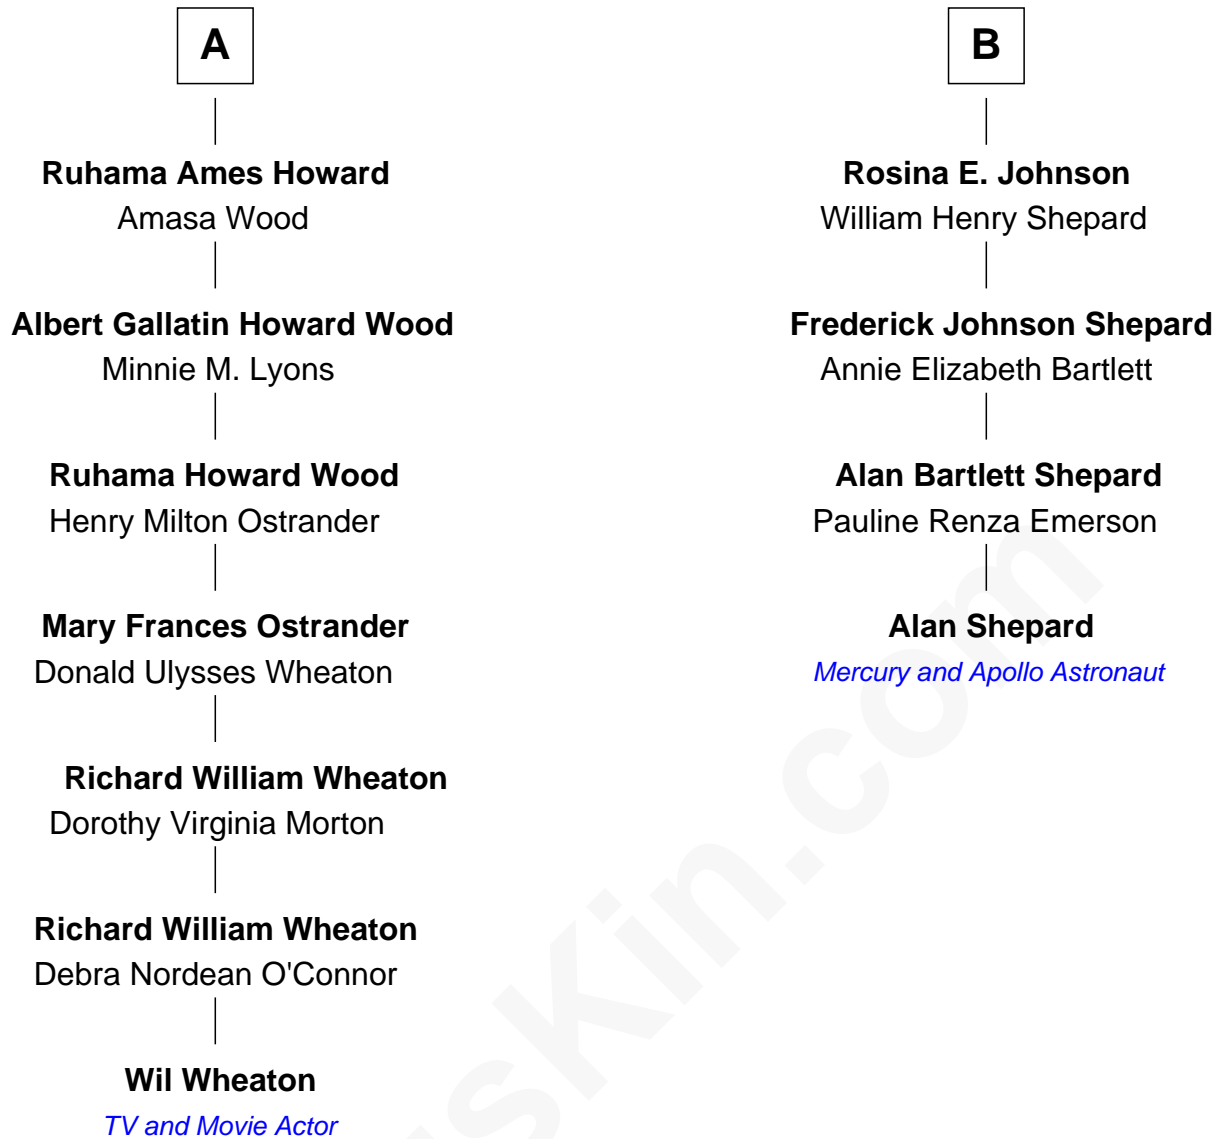 A
Ruhama Ames Howard
Amasa Wood
Albert Gallatin Howard Wood
Minnie M. Lyons
Ruhama Howard Wood
Henry Milton Ostrander
Mary Frances Ostrander
Donald Ulysses Wheaton
Richard William Wheaton
Dorothy Virginia Morton
Richard William Wheaton
Debra Nordean O'Connor
Wil Wheaton
TV and Movie Actor
B
Rosina E. Johnson
William Henry Shepard
Frederick Johnson Shepard
Annie Elizabeth Bartlett
Alan Bartlett Shepard
Pauline Renza Emerson
Alan Shepard
Mercury and Apollo Astronaut
sKin.com